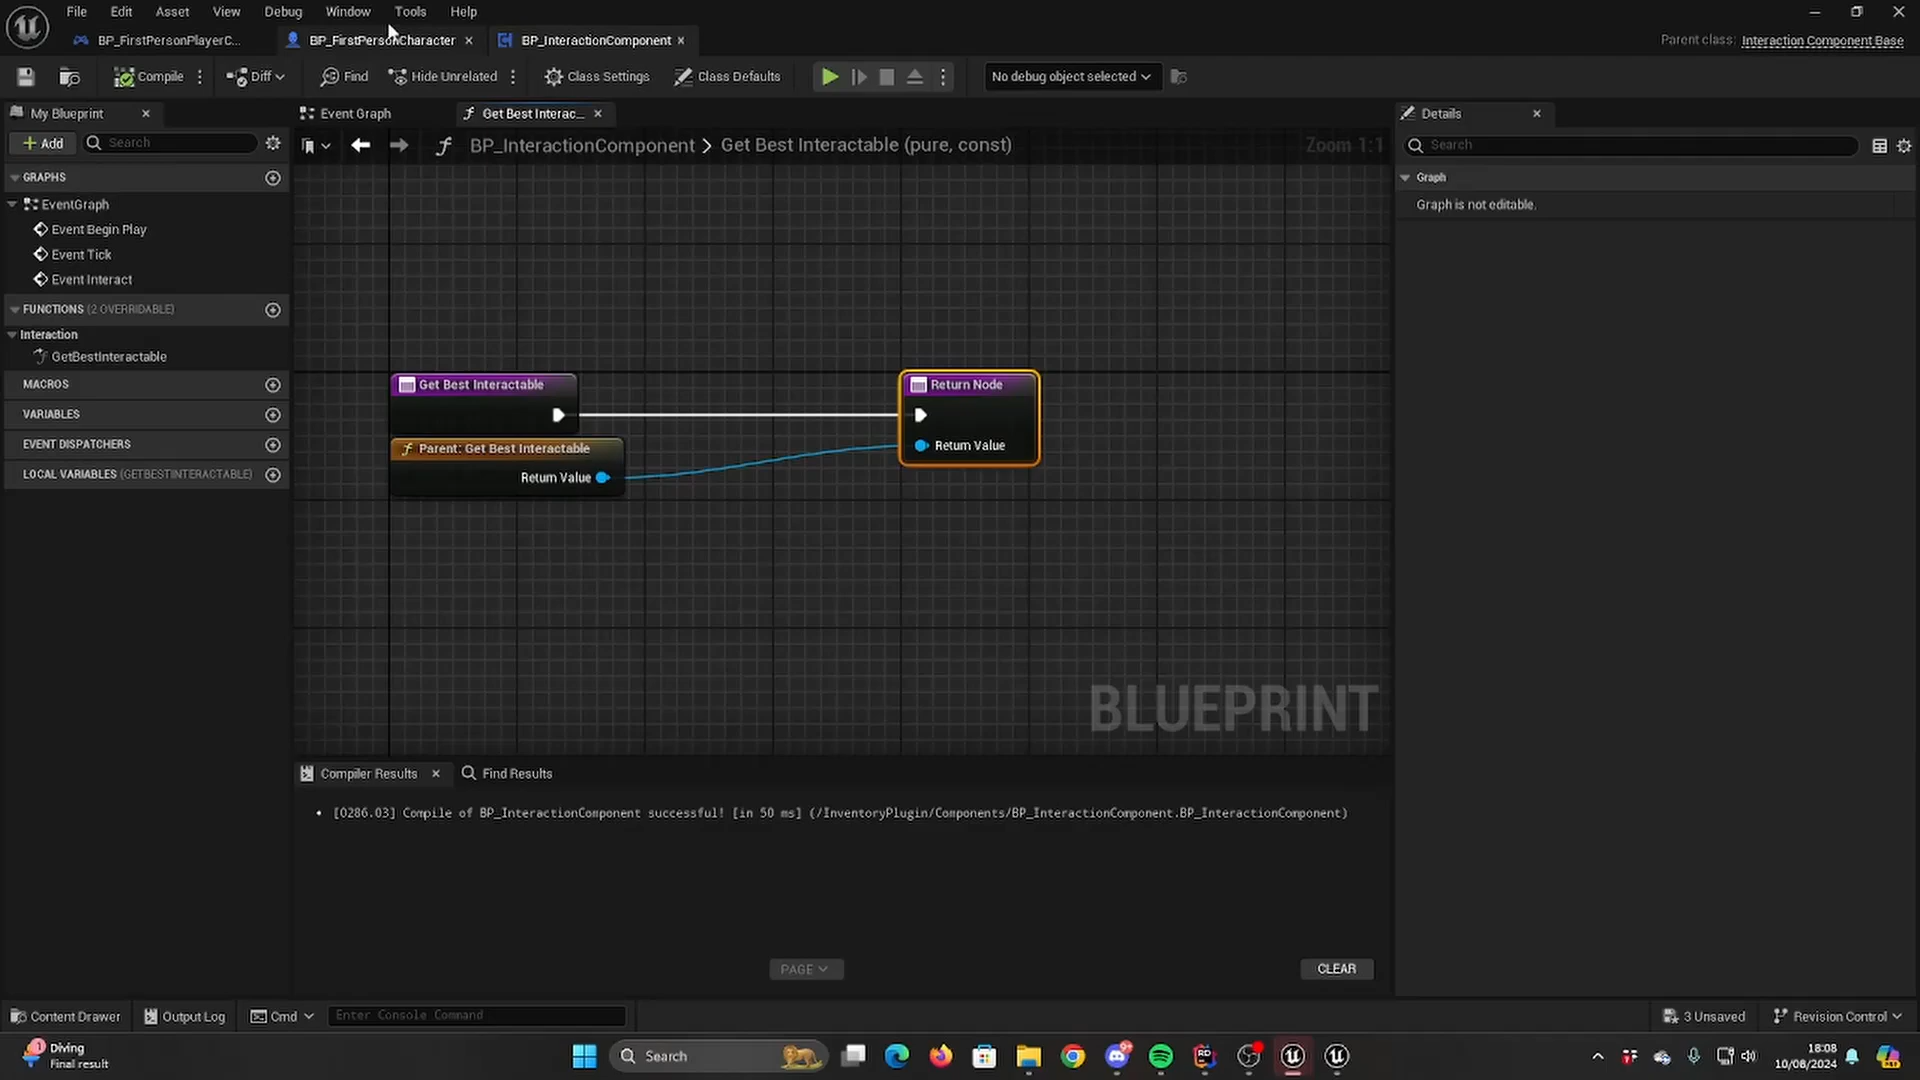 File Edit Asset View Debug Window Tools Help
BP_FirstPersonPlayerC... BP_FirstPersonCharacter BP_InteractionComponent
Parent class: Interaction Component Base
Compile Diff Find Hide Unrelated Class Settings Class Defaults No debug object selected
My Blueprint
Add Search
GRAPHS
EventGraph
Event Begin Play
Event Tick
Event Interact
FUNCTIONS (2 OVERRIDABLE)
Interaction
GetBestInteractable
MACROS
VARIABLES
EVENT DISPATCHERS
LOCAL VARIABLES (GETBESTINTERACTABLE)
Event Graph Get Best Interac...
BP_InteractionComponent > Get Best Interactable (pure, const)
Zoom 1:1
Get Best Interactable
Parent: Get Best Interactable
Return Value
Return Node
Return Value
BLUEPRINT
Compiler Results Find Results
[0286.03] Compile of BP_InteractionComponent successful! [in 50 ms] (/InventoryPlugin/Components/BP_InteractionComponent.BP_InteractionComponent)
PAGE
CLEAR
Details
Search
Graph
Graph is not editable.
Content Drawer Output Log Cmd Enter Console Command
3 Unsaved Revision Control
Diving
Final result
Search
18:08
10/08/2024